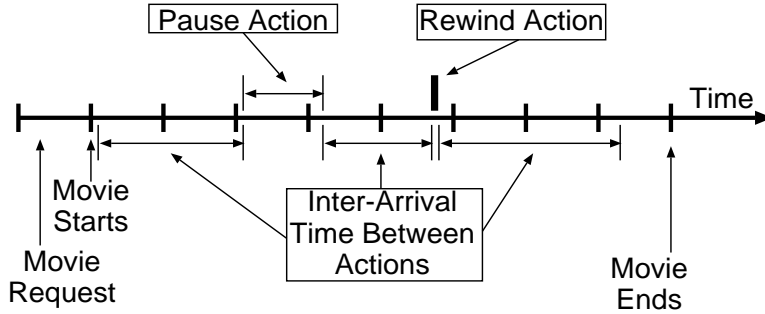 Pause Action
Rewind Action
Time
Movie
Starts
Inter-Arrival
Time Between
Actions
Movie
Request
Movie
Ends